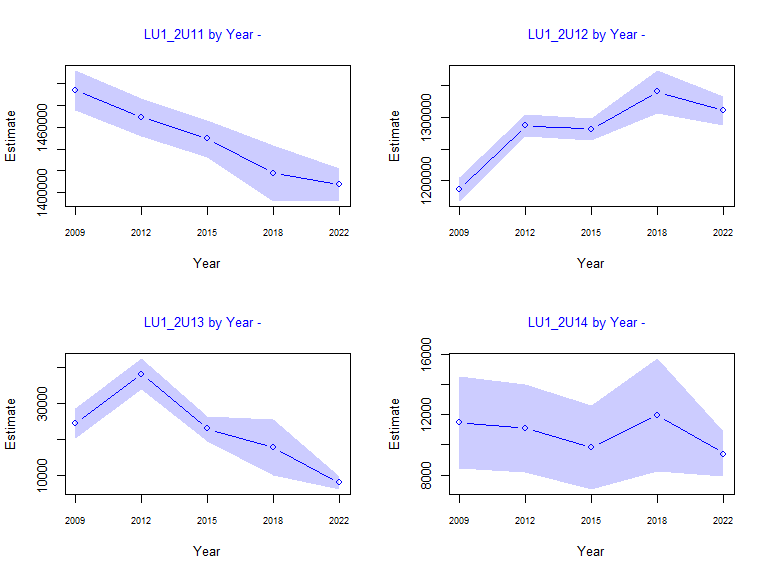 LU1_2U11 by Year -
Estimate
1400000
1460000
2009
2012
2015
2018
2022
Year
LU1_2U12 by Year -
Estimate
1200000
1300000
2009
2012
2015
2018
2022
Year
LU1_2U13 by Year -
Estimate
10000
30000
2009
2012
2015
2018
2022
Year
LU1_2U14 by Year -
Estimate
8000
12000
16000
2009
2012
2015
2018
2022
Year